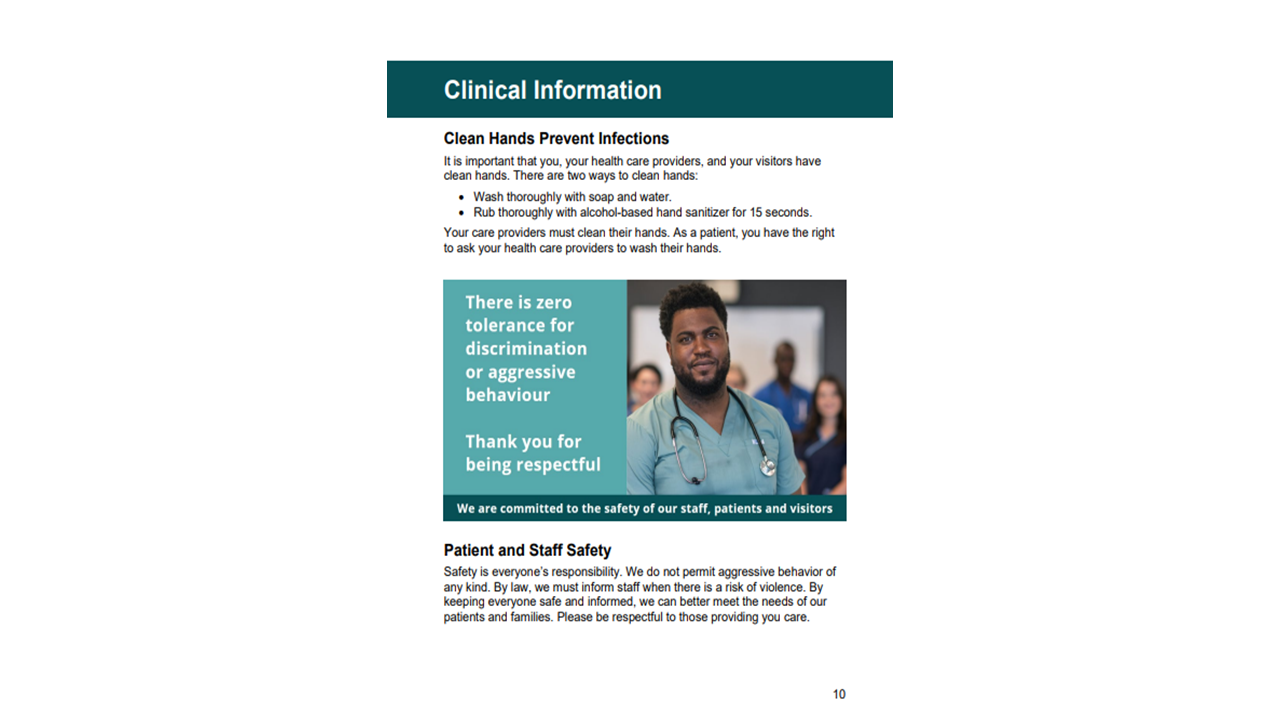 Clinical Information
Clean Hands Prevent Infections
It is important that you, your health care providers, and your visitors have
clean hands. There are two ways to clean hands:
• Wash thoroughly with soap and water.
• Rub thoroughly with alcohol-based hand sanitizer for 15 seconds.
Your care providers must clean their hands. As a patient, you have the right
to ask your health care providers to wash their hands.
There is zero
tolerance for
discrimination
or aggressive
behaviour
Thank you for
being respectful
We are committed to the safety of our staff, patients and visitors
Patient and Staff Safety
Safety is everyone's responsibility. We do not permit aggressive behavior of
any kind. By law, we must inform staff when there is a risk of violence. By
keeping everyone safe and informed, we can better meet the needs of our
patients and families. Please be respectful to those providing you care.
10